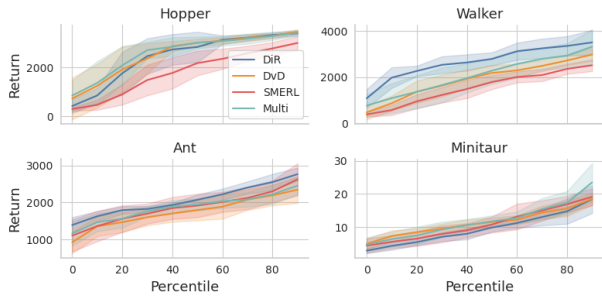 Hopper
Walker
Return
2000
0
DiR
DvD
SMERL
Multi
4000
2000
0
Ant
Minitaur
Return
3000
2000
1000
0 20 40 60 80
Percentile
30
20
10
0 20 40 60 80
Percentile